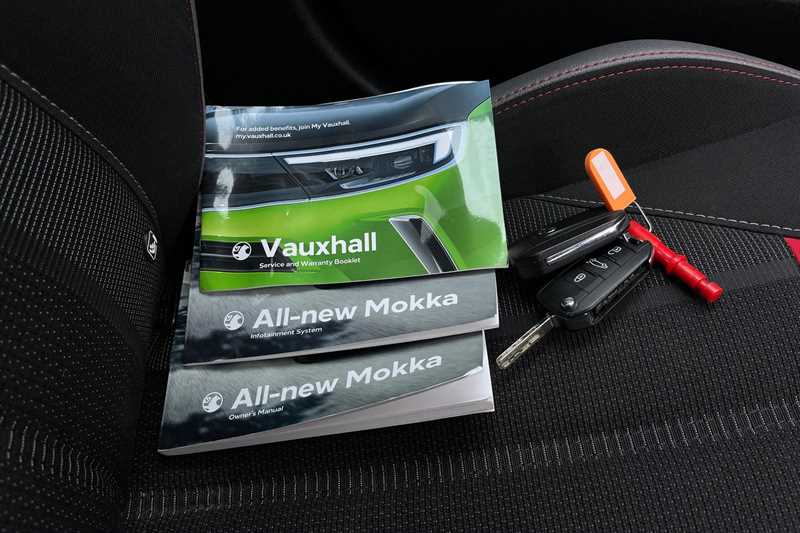 For added benefits, join My Vauxhall.
my.vauxhall.co.uk
Vauxhall
Service and Warranty Booklet
All-new Mokka
Infotainment System
All-new Mokka
Owner's Manual